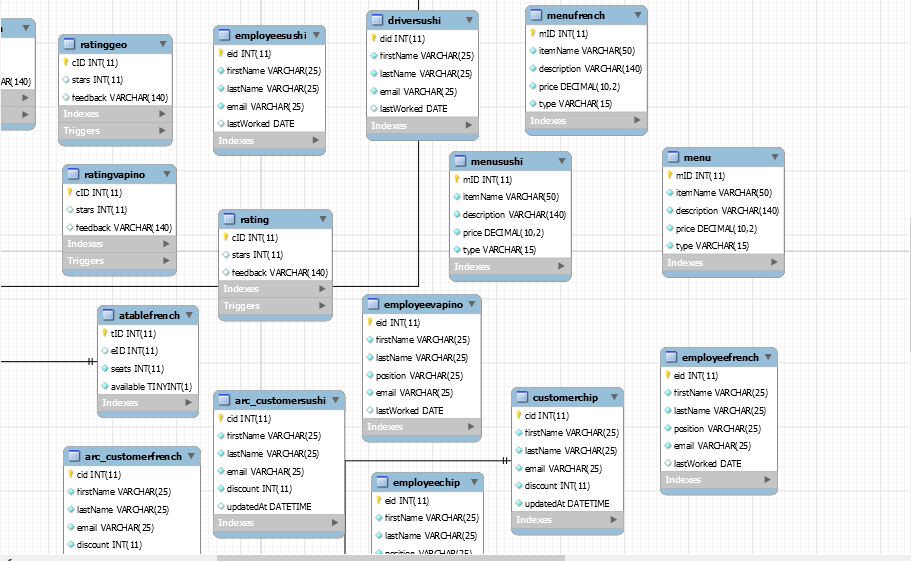 AR(140)
ratinggeo
cID INT(11)
stars INT(11)
feedback VARCHAR(140)
Indexes
Triggers
employeesushi
eid INT(11)
firstName VARCHAR(25)
lastName VARCHAR(25)
email VARCHAR(25)
lastWorked DATE
Indexes
driversushi
did INT(11)
firstName VARCHAR(25)
lastName VARCHAR(25)
email VARCHAR(25)
lastWorked DATE
Indexes
menufrench
mID INT(11)
itemName VARCHAR(50)
description VARCHAR(140)
price DECIMAL(10,2)
type VARCHAR(15)
Indexes
ratingvapino
cID INT(11)
stars INT(11)
feedback VARCHAR(140)
Indexes
Triggers
rating
cID INT(11)
stars INT(11)
feedback VARCHAR(140)
Indexes
Triggers
menusushi
mID INT(11)
itemName VARCHAR(50)
description VARCHAR(140)
price DECIMAL(10,2)
type VARCHAR(15)
Indexes
menu
mID INT(11)
itemName VARCHAR(50)
description VARCHAR(140)
price DECIMAL(10,2)
type VARCHAR(15)
Indexes
atablefrench
tID INT(11)
eID INT(11)
seats INT(11)
available TINYINT(1)
Indexes
employeevapino
eid INT(11)
firstName VARCHAR(25)
lastName VARCHAR(25)
position VARCHAR(25)
email VARCHAR(25)
lastWorked DATE
Indexes
employeefrench
eid INT(11)
firstName VARCHAR(25)
lastName VARCHAR(25)
position VARCHAR(25)
email VARCHAR(25)
lastWorked DATE
Indexes
arc_customersushi
cid INT(11)
firstName VARCHAR(25)
lastName VARCHAR(25)
email VARCHAR(25)
discount INT(11)
updatedAt DATETIME
Indexes
customerchip
cid INT(11)
firstName VARCHAR(25)
lastName VARCHAR(25)
email VARCHAR(25)
discount INT(11)
updatedAt DATETIME
Indexes
arc_customerfrench
cid INT(11)
firstName VARCHAR(25)
lastName VARCHAR(25)
email VARCHAR(25)
discount INT(11)
employeechip
eid INT(11)
firstName VARCHAR(25)
lastName VARCHAR(25)
position VARCHAR(25)